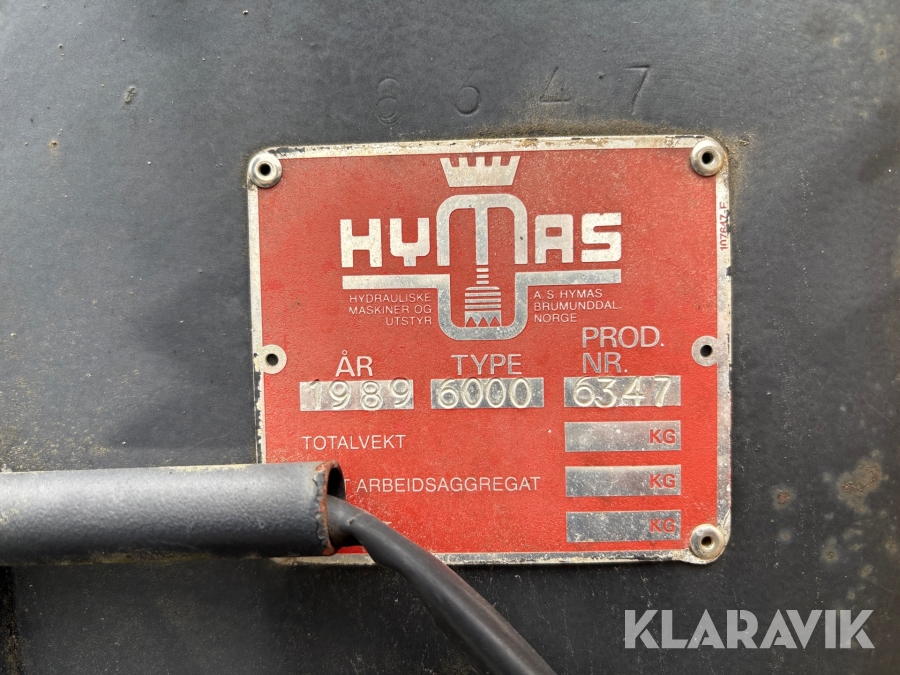 6347
HYMAS
HYDRAULISKE
MASKINER OG
UTSTYR
A.S HYMAS
BRUMUNDDAL
NORGE
107647-F
ÅR
TYPE
PROD.
NR.
1989
6000
6347
TOTALVEKT
KG
ARBEIDSAGGREGAT
KG
KG
KLARAVIK